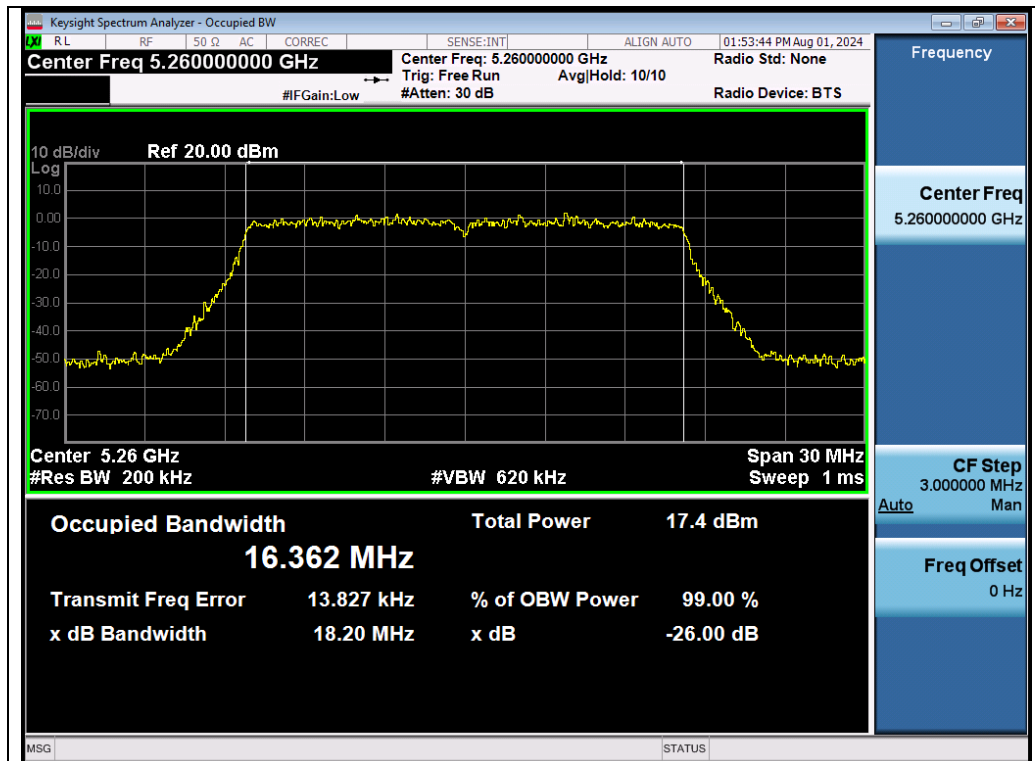 Keysight Spectrum Analyzer - Occupied BW
LXI RL RF 50 Ω AC CORREC SENSE:INT ALIGN AUTO 01:53:44 PM Aug 01, 2024
Center Freq 5.260000000 GHz
Center Freq: 5.260000000 GHz
Radio Std: None
Trig: Free Run Avg|Hold: 10/10
#IFGain:Low
#Atten: 30 dB
Radio Device: BTS
10 dB/div Ref 20.00 dBm
Log
10.0
0.00
-10.0
-20.0
-30.0
-40.0
-50.0
-60.0
-70.0
Center 5.26 GHz
Span 30 MHz
#Res BW 200 kHz
#VBW 620 kHz
Sweep 1 ms
Occupied Bandwidth
16.362 MHz
Total Power 17.4 dBm
Transmit Freq Error 13.827 kHz
% of OBW Power 99.00 %
x dB Bandwidth 18.20 MHz
x dB -26.00 dB
Frequency
Center Freq
5.260000000 GHz
CF Step
3.000000 MHz
Auto Man
Freq Offset
0 Hz
MSG
STATUS